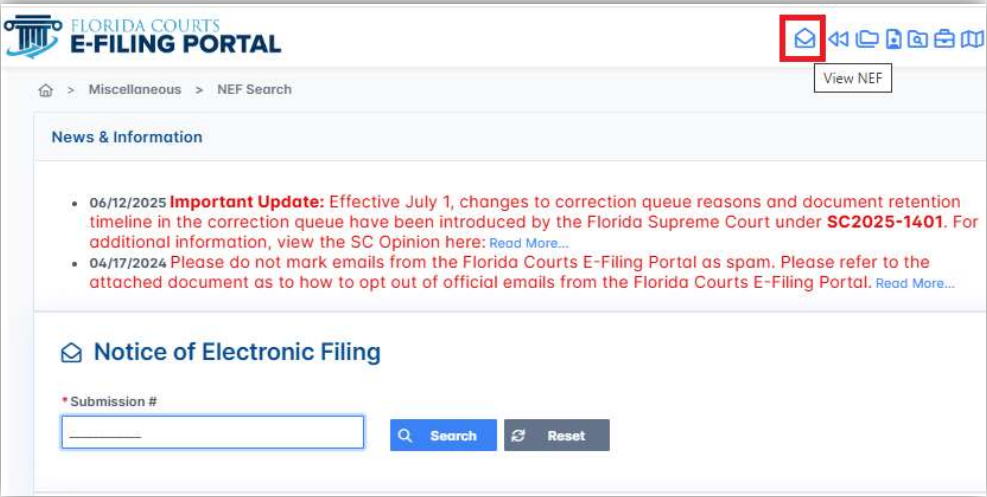 FLORIDA COURTS
E-FILING PORTAL
View NEF
> Miscellaneous > NEF Search
News & Information
• 06/12/2025 Important Update: Effective July 1, changes to correction queue reasons and document retention
timeline in the correction queue have been introduced by the Florida Supreme Court under SC2025-1401. For
additional information, view the SC Opinion here: Read More...
• 04/17/2024 Please do not mark emails from the Florida Courts E-Filing Portal as spam. Please refer to the
attached document as to how to opt out of official emails from the Florida Courts E-Filing Portal. Read More...
Notice of Electronic Filing
* Submission #
_________
Search Reset